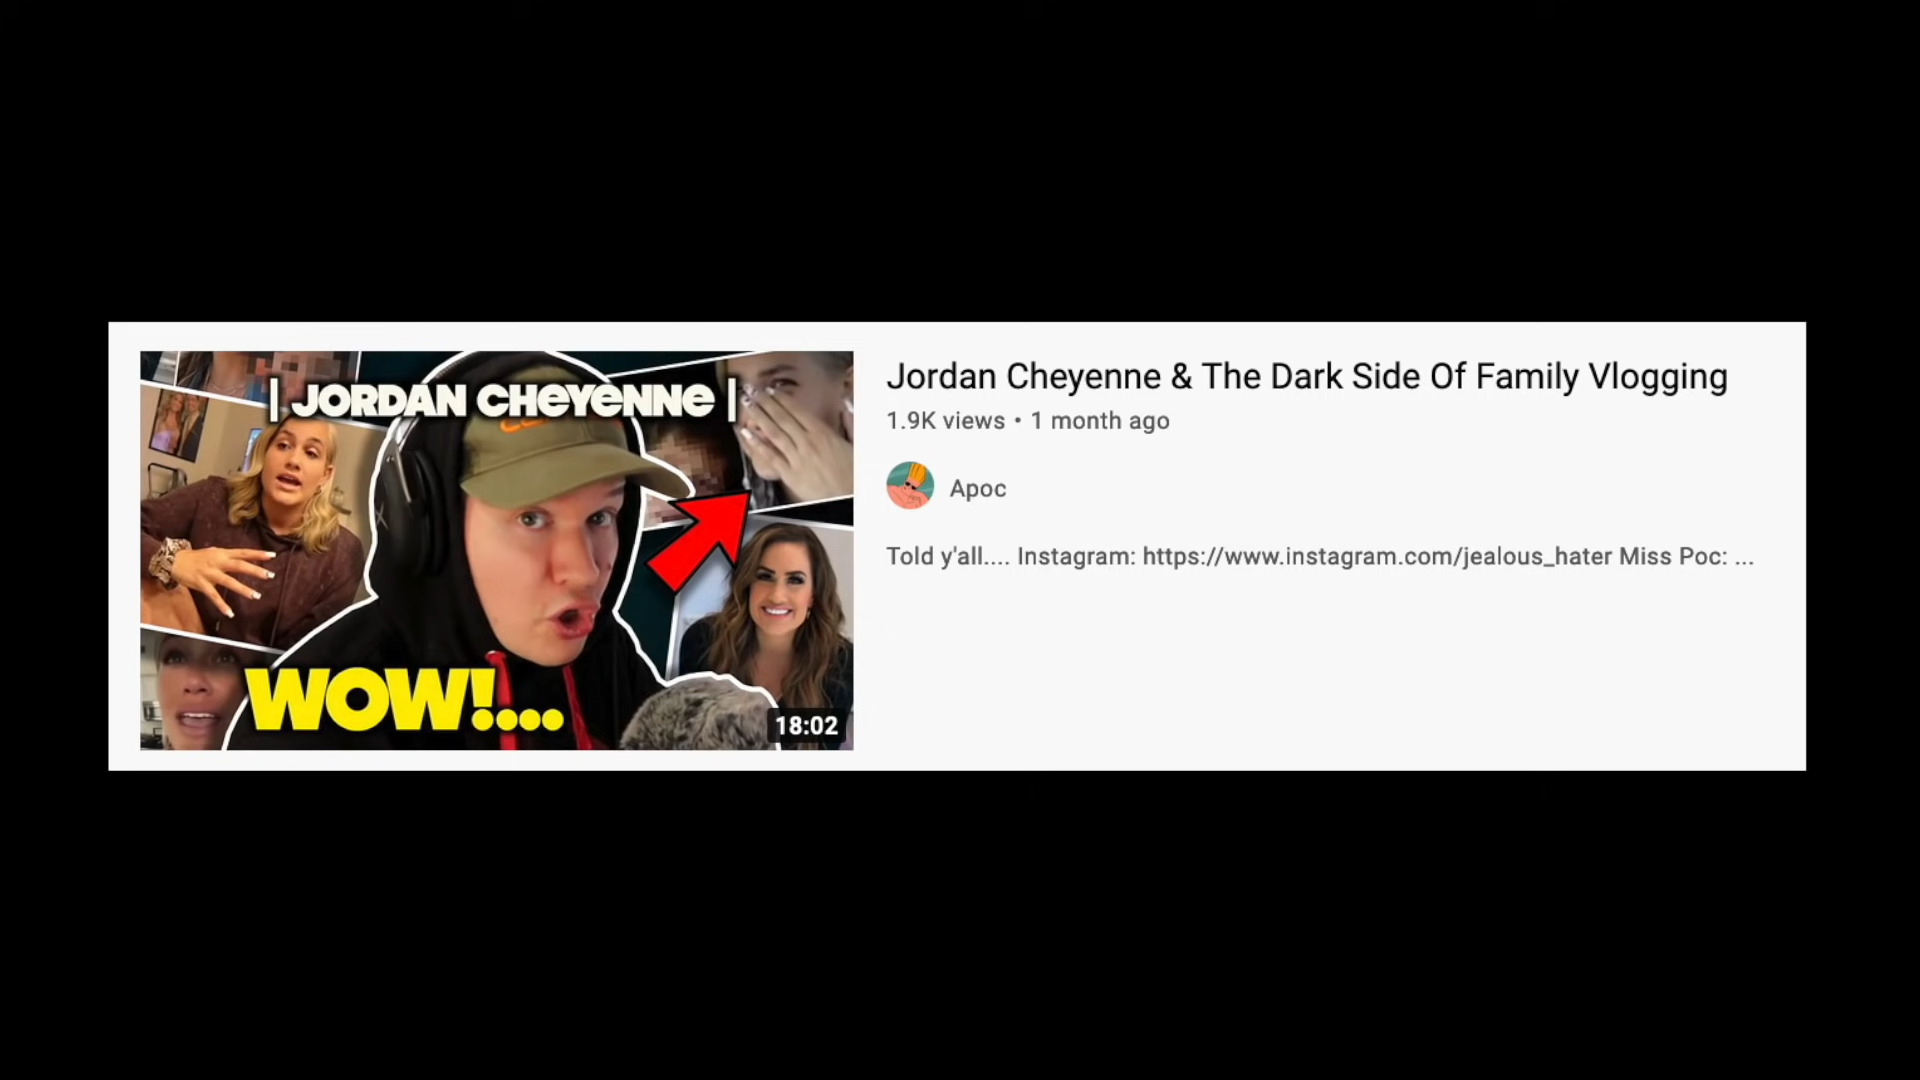 | JORDAN CHEYENNE |
WOW!....
18:02
Jordan Cheyenne & The Dark Side Of Family Vlogging
1.9K views • 1 month ago
Apoc
Told y'all.... Instagram: https://www.instagram.com/jealous_hater Miss Poc: ...